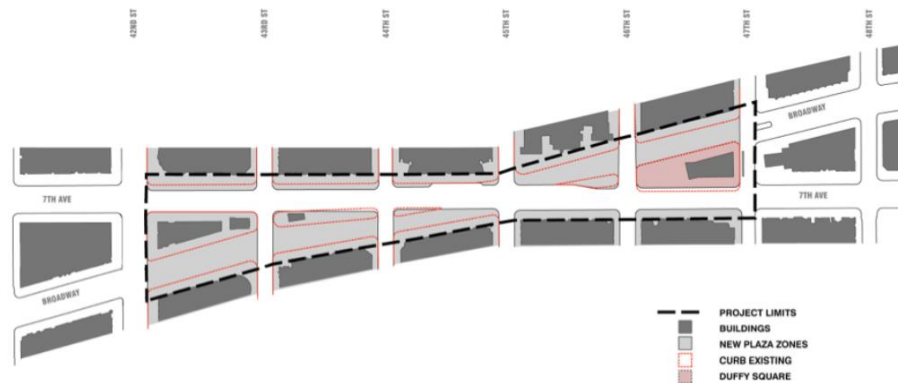 42ND ST
43RD ST
44TH ST
45TH ST
46TH ST
47TH ST
48TH ST
BROADWAY
7TH AVE
7TH AVE
BROADWAY
PROJECT LIMITS
BUILDINGS
NEW PLAZA ZONES
CURB EXISTING
DUFFY SQUARE